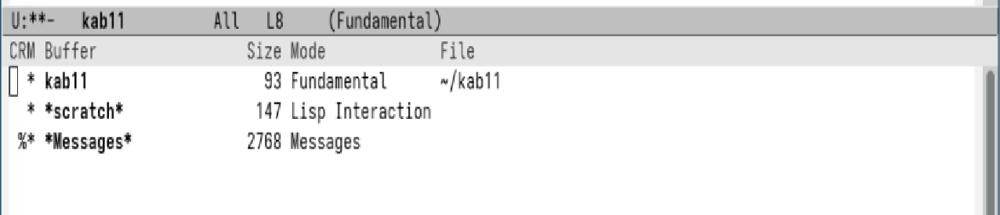 U:**-  kab11  All  L8  (Fundamental)
CRM Buffer  Size Mode  File
* kab11  93 Fundamental  ~/kab11
* *scratch*  147 Lisp Interaction
%* *Messages*  2768 Messages